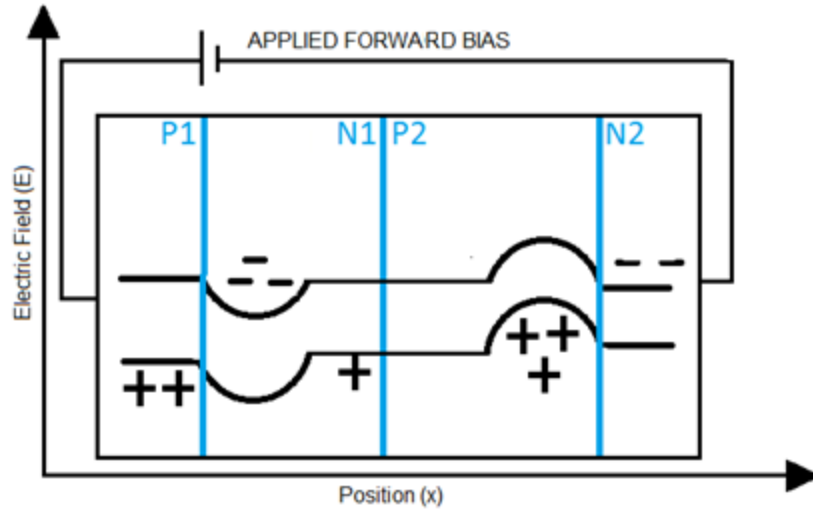 APPLIED FORWARD BIAS
P1 N1 P2 N2
Electric Field (E)
Position (x)